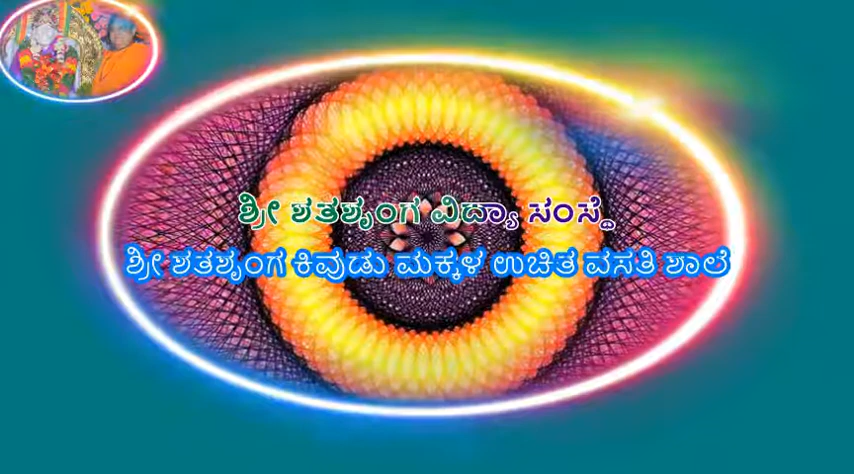 ಶ್ರೀ ಶತಶೃಂಗ ವಿದ್ಯಾ ಸಂಸ್ಥೆ
ಶ್ರೀ ಶತಶೃಂಗ ಕಿವುಡು ಮಕ್ಕಳ ಉಚಿತ ವಸತಿ ಶಾಲೆ